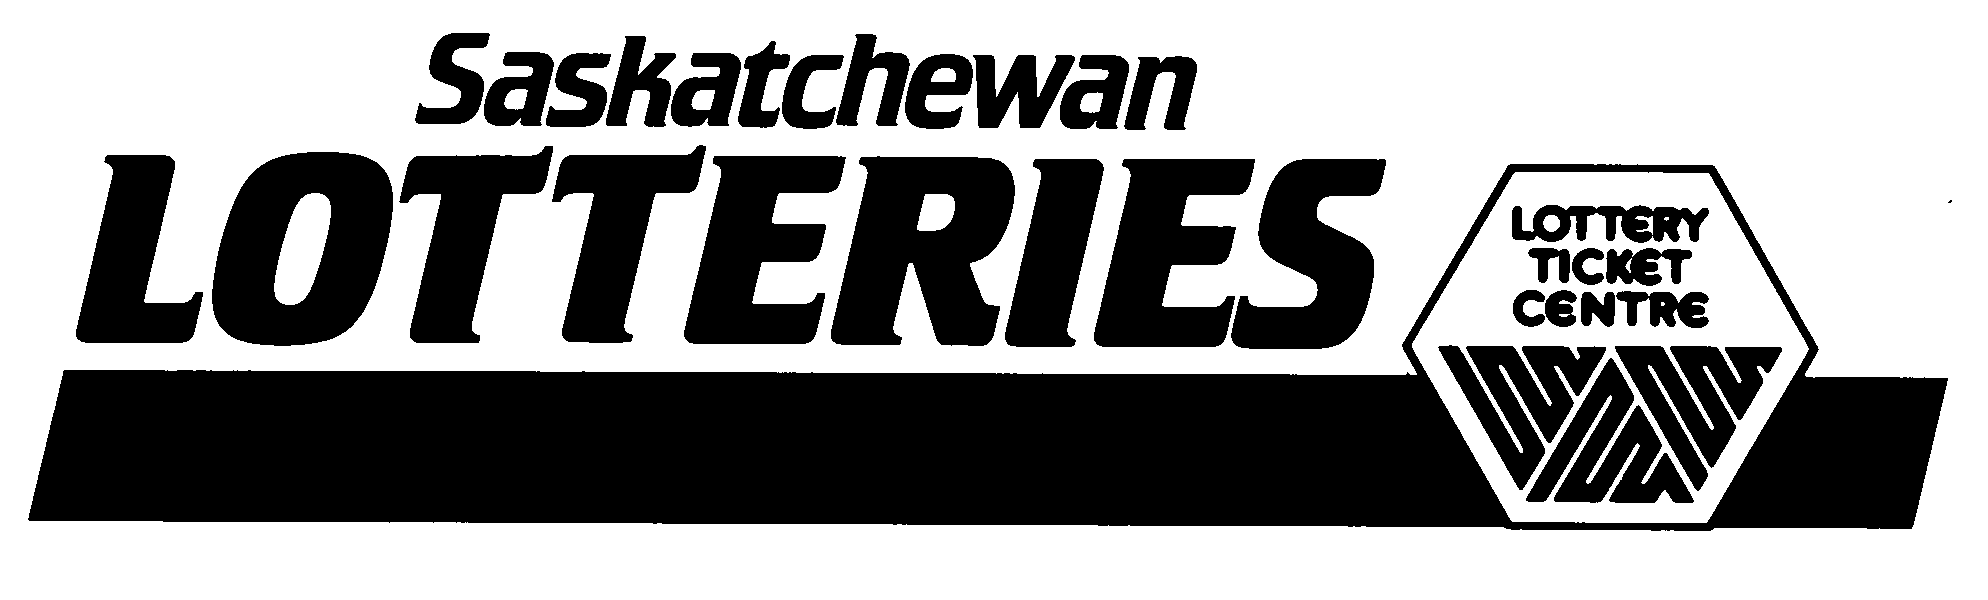 Saskatchewan
LOTTERIES
LOTTERY
TICKET
CENTRE